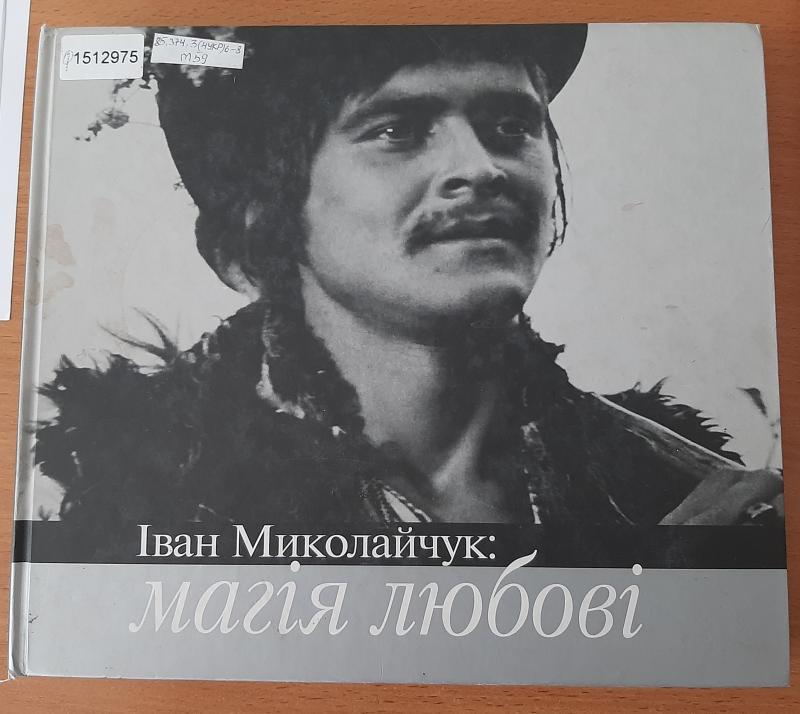 1512975
85.374.3(4УКР)6-8
М59
Іван Миколайчук:
магія любові